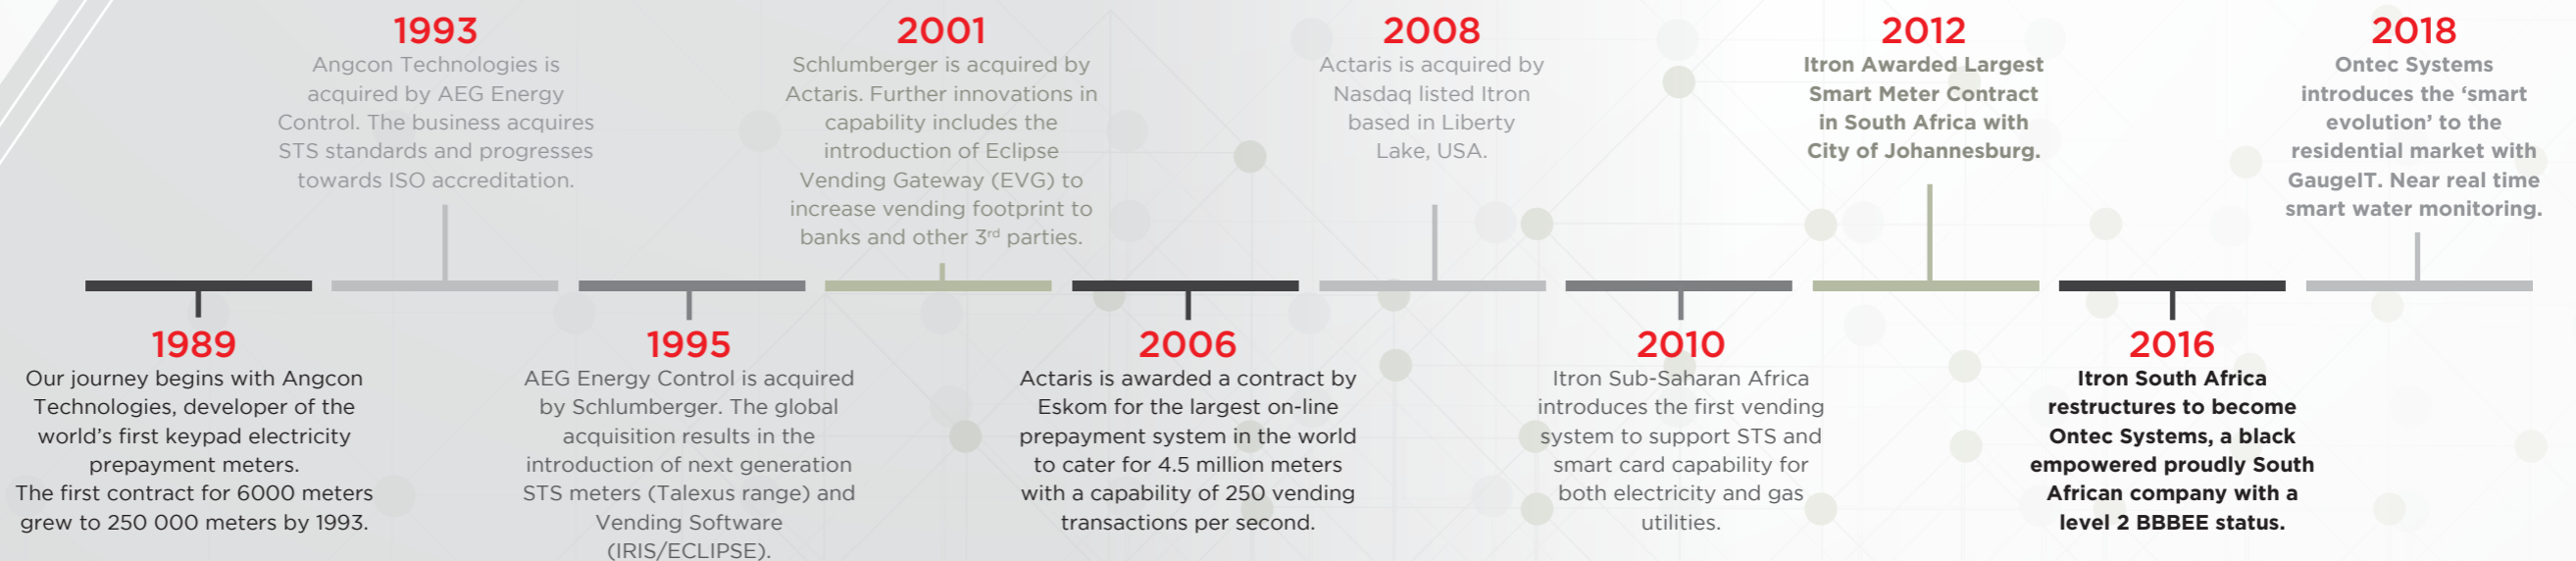 1993
Angcon Technologies is
acquired by AEG Energy
Control. The business acquires
STS standards and progresses
towards ISO accreditation.
2001
Schlumberger is acquired by
Actaris. Further innovations in
capability includes the
introduction of Eclipse
Vending Gateway (EVG) to
increase vending footprint to
banks and other 3rd parties.
2008
Actaris is acquired by
Nasdaq listed Itron
based in Liberty
Lake, USA.
2012
Itron Awarded Largest
Smart Meter Contract
in South Africa with
City of Johannesburg.
2018
Ontec Systems
introduces the ‘smart
evolution’ to the
residential market with
GaugeIT. Near real time
smart water monitoring.
1989
Our journey begins with Angcon
Technologies, developer of the
world’s first keypad electricity
prepayment meters.
The first contract for 6000 meters
grew to 250 000 meters by 1993.
1995
AEG Energy Control is acquired
by Schlumberger. The global
acquisition results in the
introduction of next generation
STS meters (Talexus range) and
Vending Software
(IRIS/ECLIPSE).
2006
Actaris is awarded a contract by
Eskom for the largest on-line
prepayment system in the world
to cater for 4.5 million meters
with a capability of 250 vending
transactions per second.
2010
Itron Sub-Saharan Africa
introduces the first vending
system to support STS and
smart card capability for
both electricity and gas
utilities.
2016
Itron South Africa
restructures to become
Ontec Systems, a black
empowered proudly South
African company with a
level 2 BBBEE status.